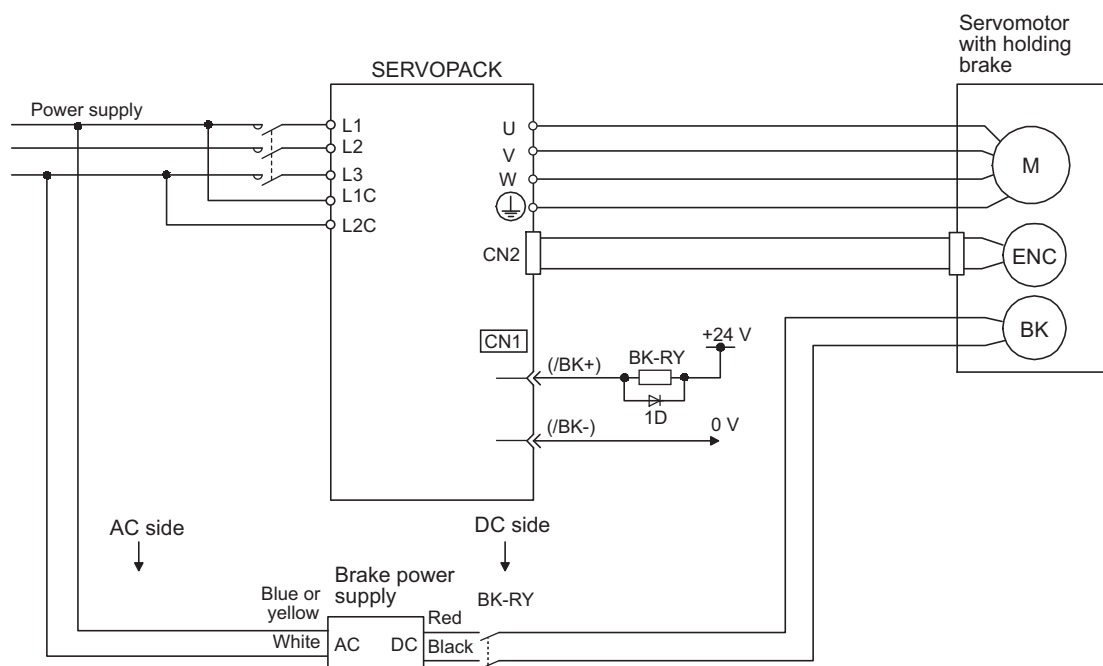 Servomotor
with holding
brake
SERVOPACK
Power supply
L1
L2
L3
L1C
L2C
U
V
W
M
CN2
ENC
CN1
BK
+24 V
(/BK+)
BK-RY
1D
(/BK-)
0 V
AC side
DC side
Brake power
supply
BK-RY
Blue or
yellow
White
AC
DC
Red
Black